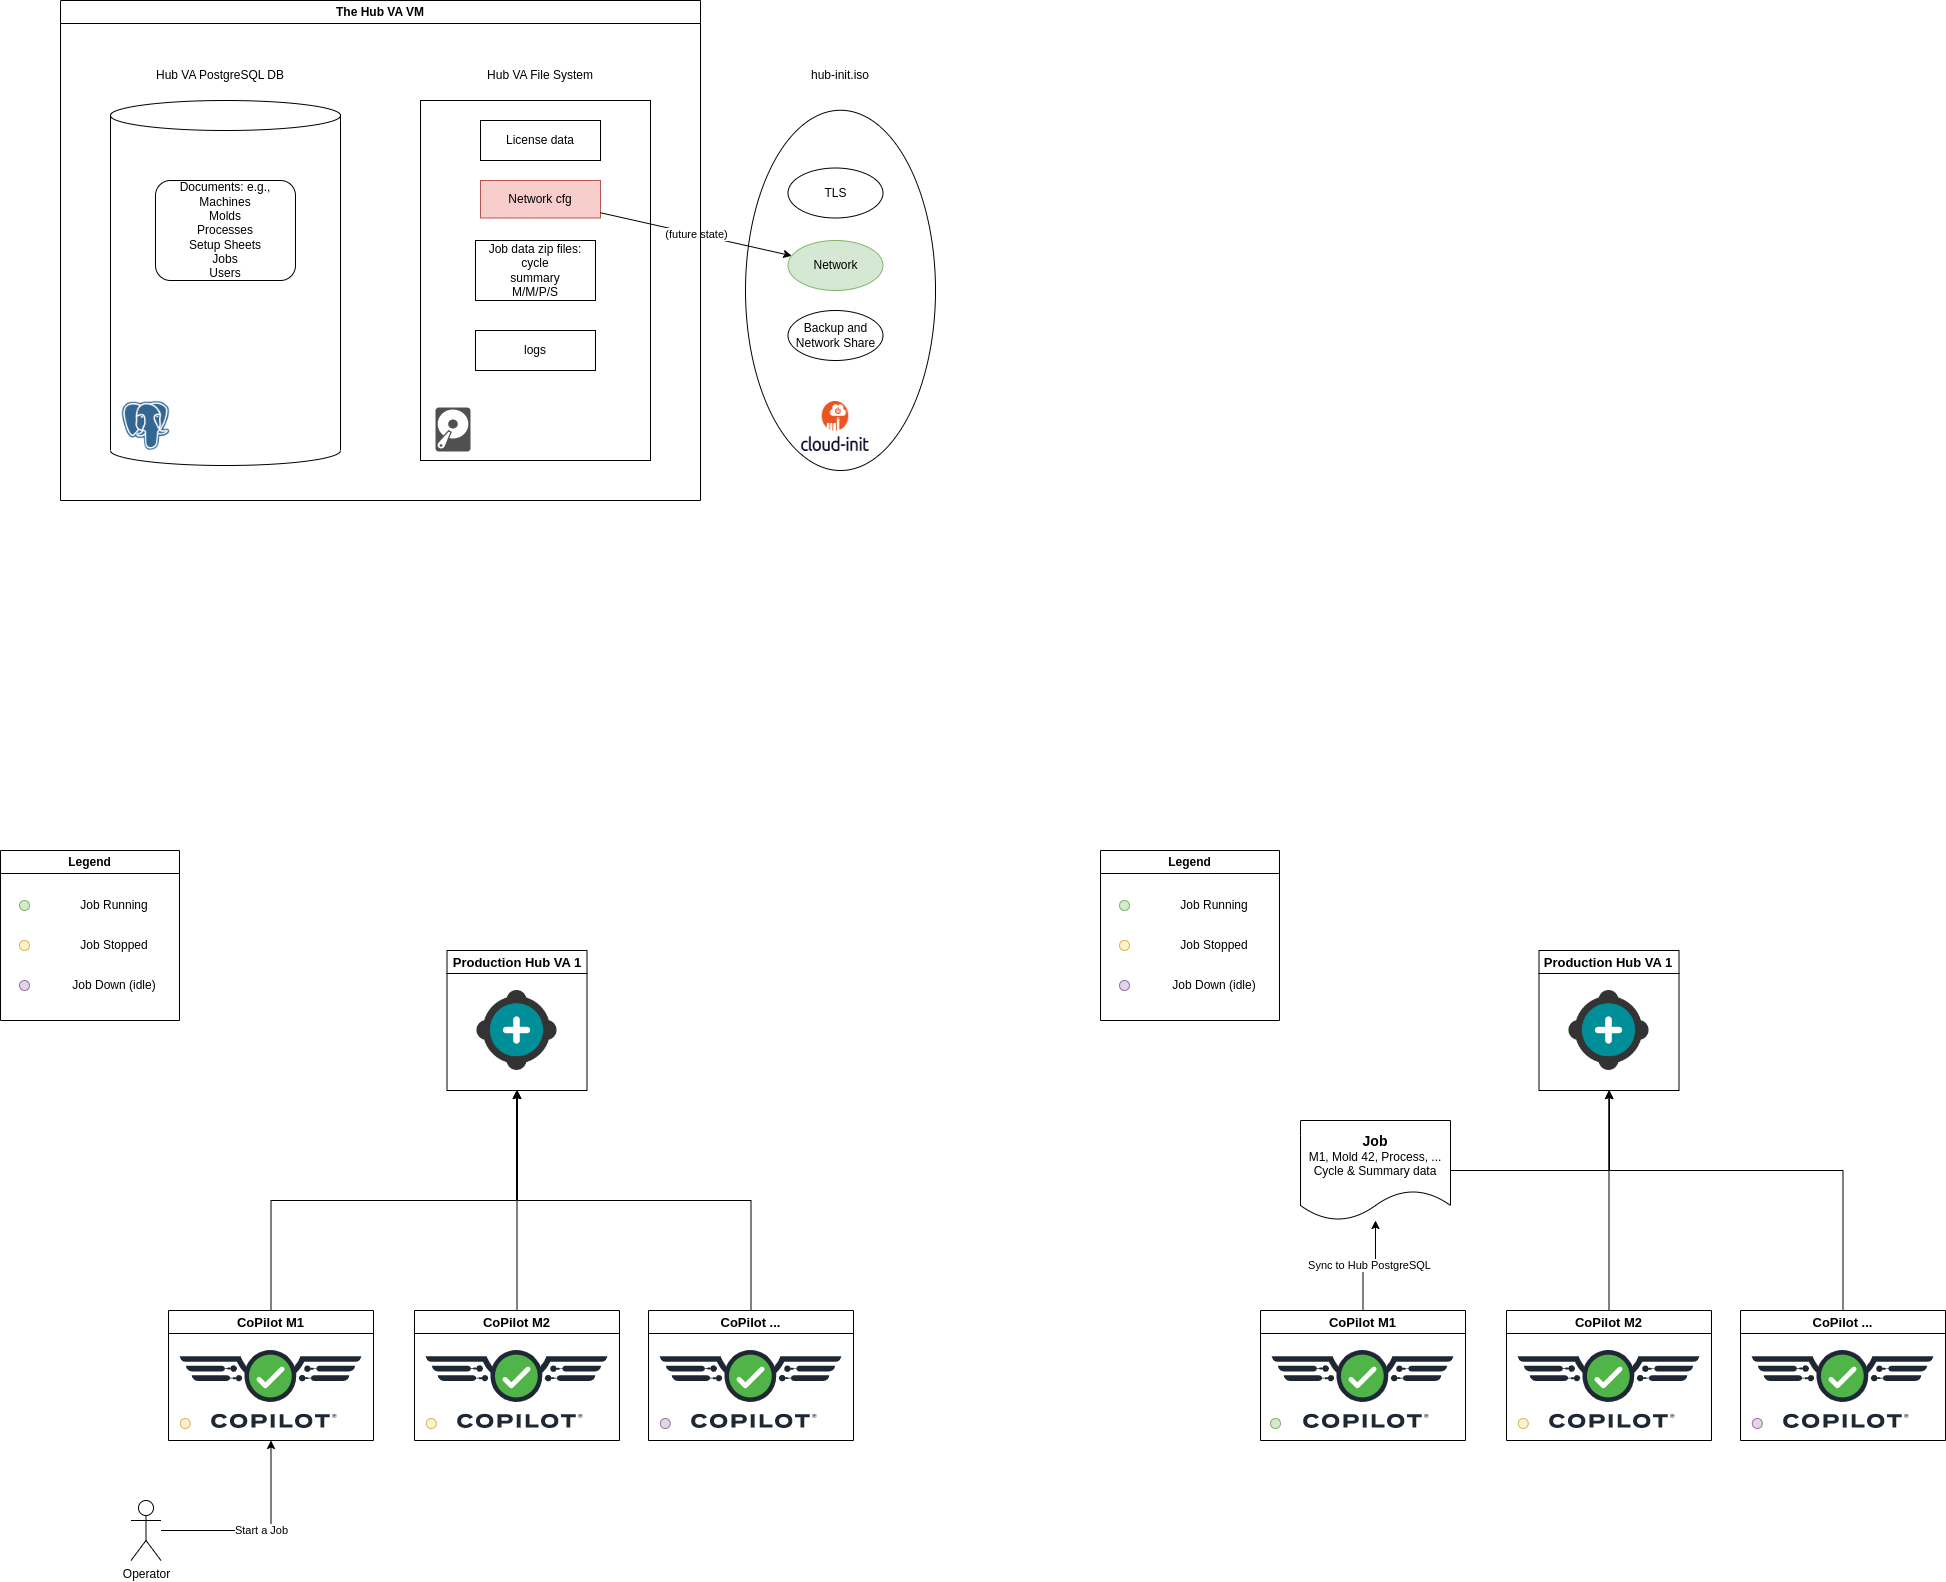 The Hub VA VM
Hub VA PostgreSQL DB
Hub VA File System
hub-init.iso
Documents: e.g.,
Machines
Molds
Processes
Setup Sheets
Jobs
Users
License data
Network cfg
Job data zip files:
cycle
summary
M/M/P/S
logs
(future state)
TLS
Network
Backup and
Network Share
cloud-init
Legend
Job Running
Job Stopped
Job Down (idle)
Production Hub VA 1
CoPilot M1
COPILOT®
CoPilot M2
COPILOT®
CoPilot ...
COPILOT®
Start a Job
Operator
Legend
Job Running
Job Stopped
Job Down (idle)
Production Hub VA 1
Job
M1, Mold 42, Process, ...
Cycle & Summary data
Sync to Hub PostgreSQL
CoPilot M1
COPILOT®
CoPilot M2
COPILOT®
CoPilot ...
COPILOT®